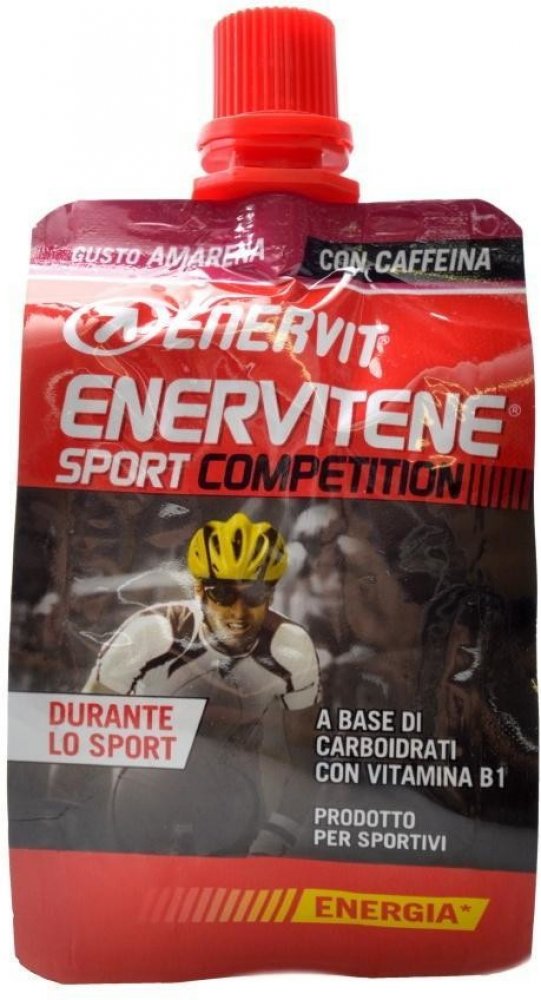 GUSTO AMARENA
CON CAFFEINA
ENERVIT
ENERVITENE®
SPORT COMPETITION
DURANTE
LO SPORT
A BASE DI
CARBOIDRATI
CON VITAMINA B1
PRODOTTO
PER SPORTIVI
ENERGIA*